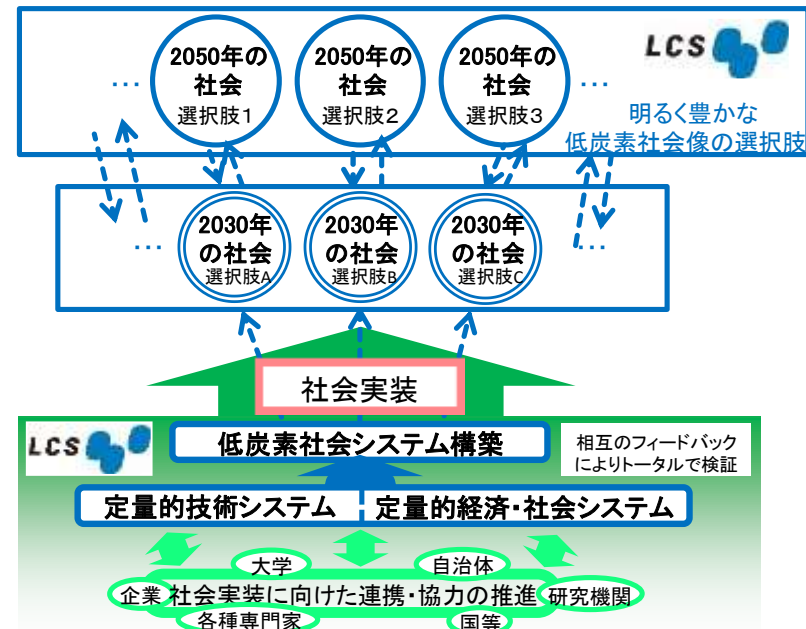 LCS
2050年の
社会
選択肢1
2050年の
社会
選択肢2
2050年の
社会
選択肢3
…
…
明るく豊かな
低炭素社会像の選択肢
2030年
の社会
選択肢A
2030年
の社会
選択肢B
2030年
の社会
選択肢C
…
…
社会実装
LCS
低炭素社会システム構築
相互のフィードバック
によりトータルで検証
定量的技術システム
定量的経済・社会システム
大学
自治体
企業
社会実装に向けた連携・協力の推進
研究機関
各種専門家
国等